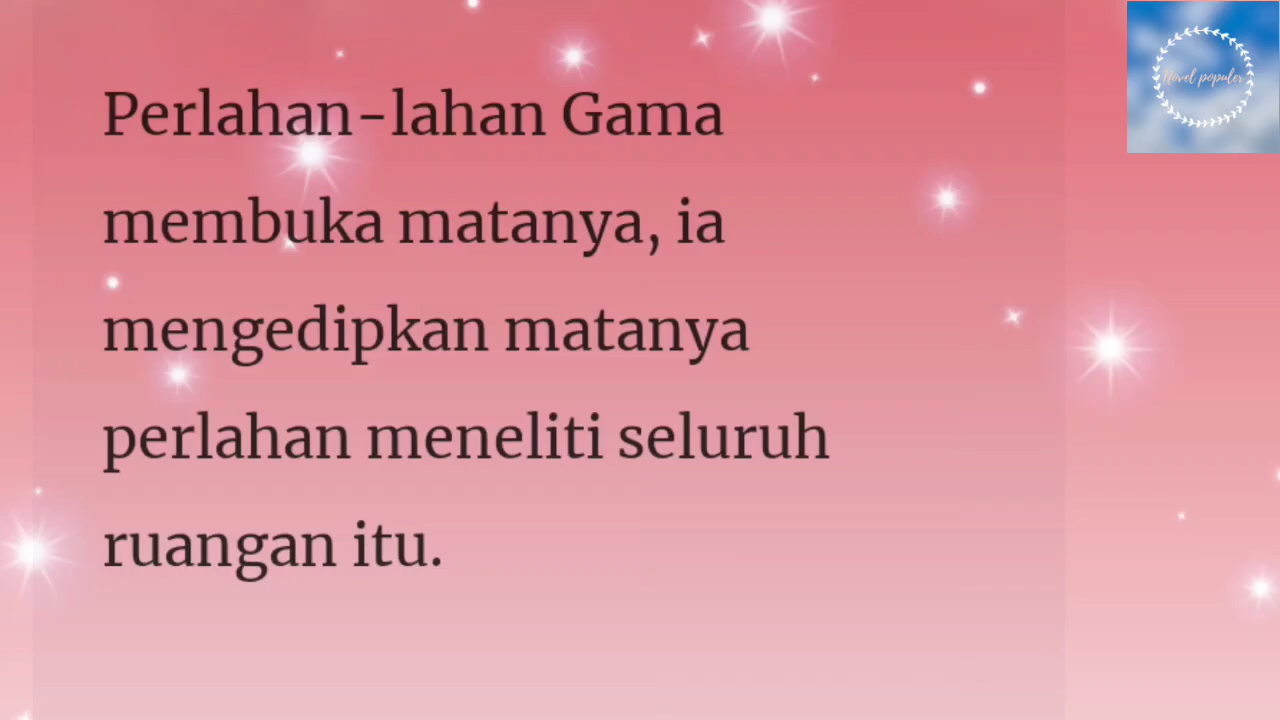 Perlahan-lahan Gama
membuka matanya, ia
mengedipkan matanya
perlahan meneliti seluruh
ruangan itu.
Novel populer